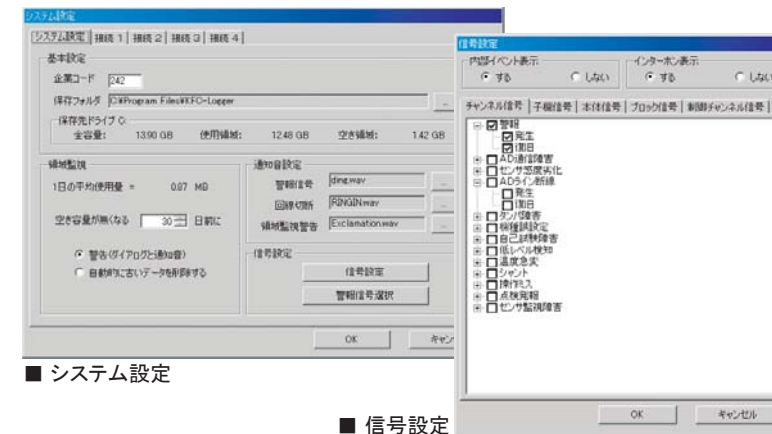 システム設定
システム設定 接続 1 接続 2 接続 3 接続 4
基本設定
企業コード 242
保存フォルダ C:¥Program Files¥KFC-Logger ...
保存先ドライブ C:
全容量: 13.90 GB 使用領域: 12.48 GB 空き領域: 1.42 GB
領域監視
1日の平均使用量 = 0.87 MB
空き容量が無くなる 30 日前に
警告(ダイアログと通知音)
自動的に古いデータを削除する
通知音設定
警報信号 ding.wav ...
回線切断 RINGIN.wav ...
領域監視警告 Exclamation.wav ...
信号設定
信号設定
警報信号選択
OK
■ システム設定
信号設定
内部イベント表示
する しない
インターホン表示
する しない
チャンネル信号 子機信号 本体信号 ブロック信号 制御チャンネル信号
警報
発生
復旧
AD通信障害
センサ感度劣化
ADライン断線
発生
復旧
タンパ障害
機種誤設定
自己試験障害
低レベル検知
温度急変
シャント
操作ミス
点検発報
センサ監視障害
OK キャンセル
■ 信号設定